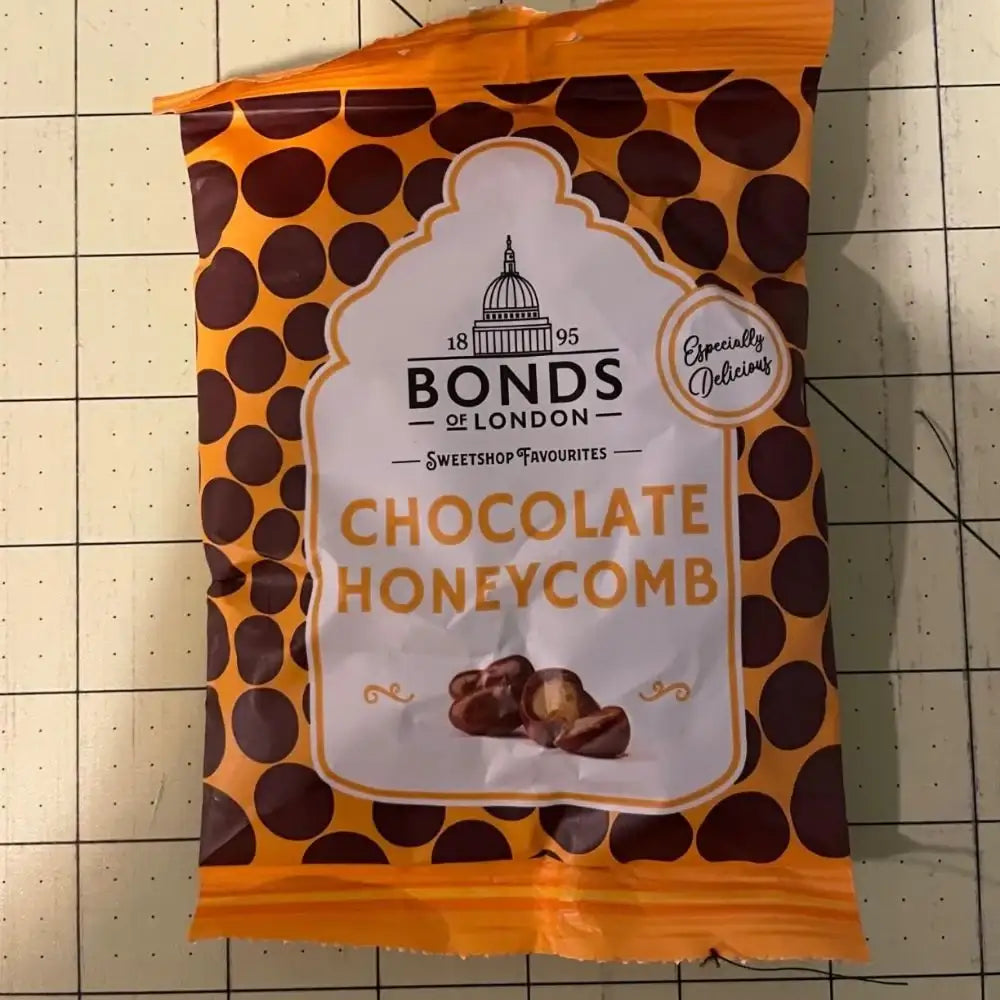 18 95
BONDS
OF LONDON
SWEETSHOP FAVOURITES
Especially
Delicious
CHOCOLATE
HONEYCOMB